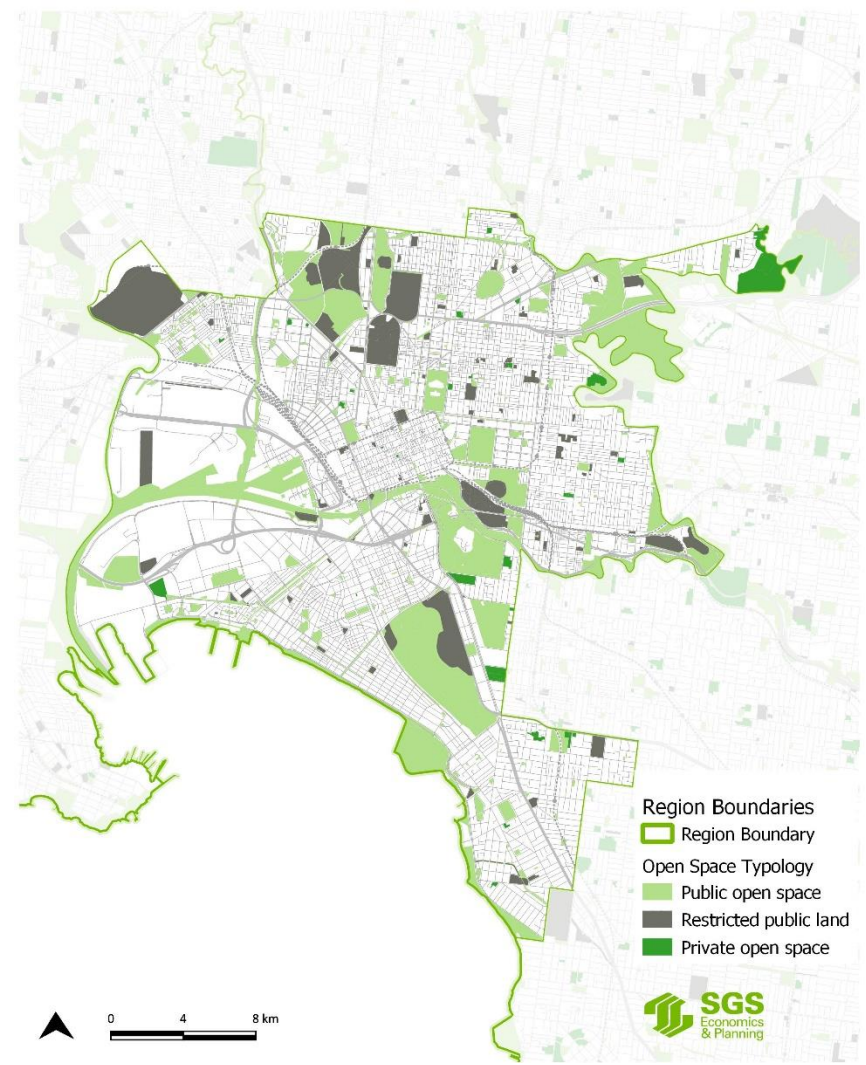 Region Boundaries
Region Boundary
Open Space Typology
Public open space
Restricted public land
Private open space
0 4 8 km
SGS
Economics
& Planning